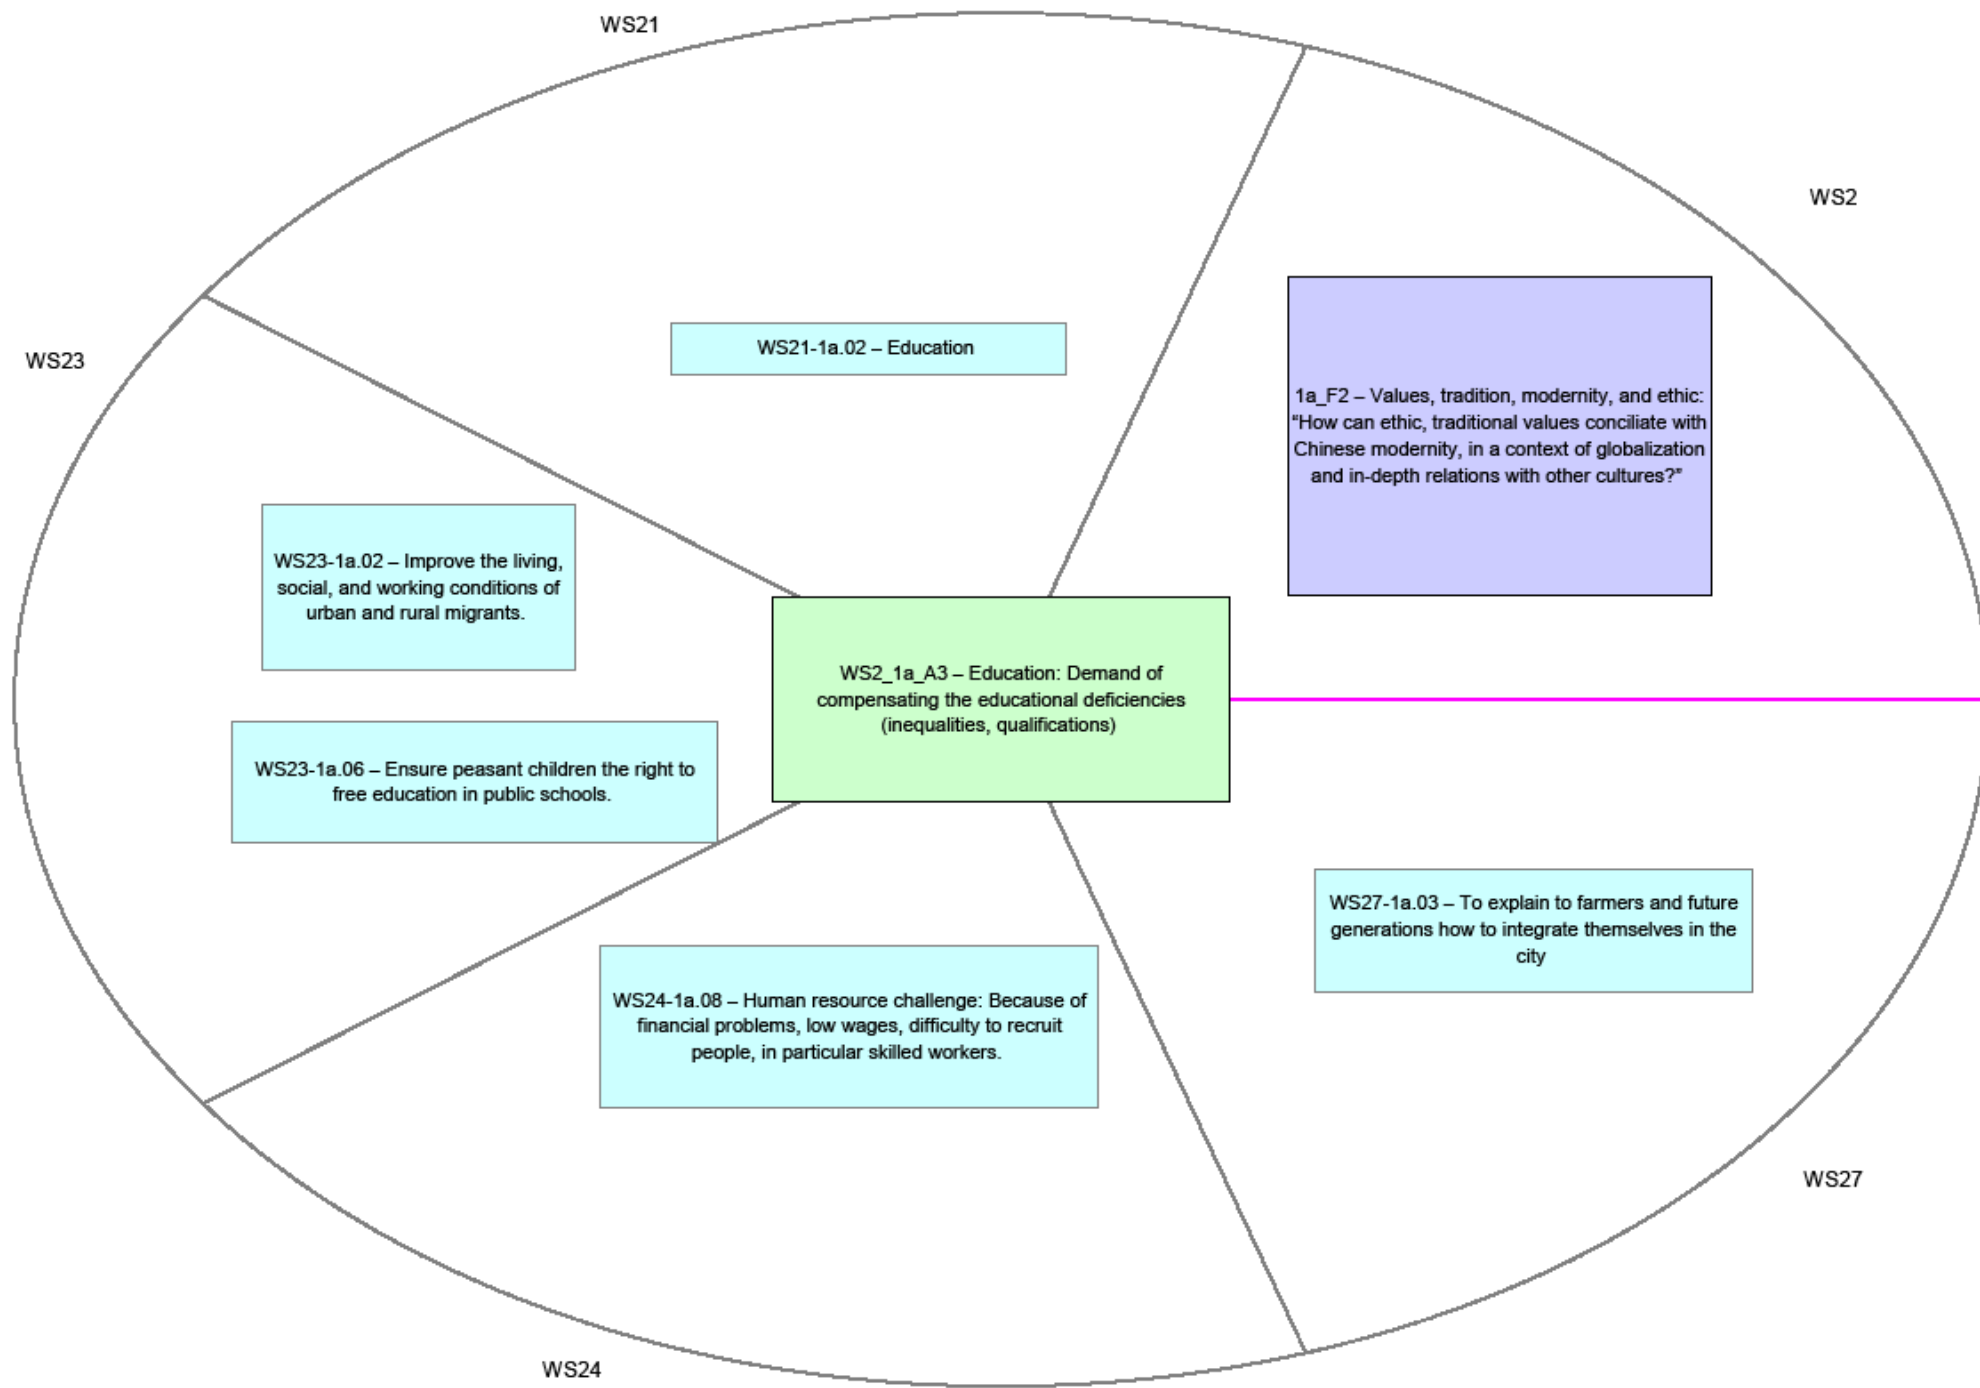 WS21
WS2
1a_F2 – Values, tradition, modernity, and ethic:
“How can ethic, traditional values conciliate with
Chinese modernity, in a context of globalization
and in-depth relations with other cultures?”
WS21-1a.02 – Education
WS23
WS23-1a.02 – Improve the living,
social, and working conditions of
urban and rural migrants.
WS2_1a_A3 – Education: Demand of
compensating the educational deficiencies
(inequalities, qualifications)
WS23-1a.06 – Ensure peasant children the right to
free education in public schools.
WS27-1a.03 – To explain to farmers and future
generations how to integrate themselves in the
city
WS24-1a.08 – Human resource challenge: Because of
financial problems, low wages, difficulty to recruit
people, in particular skilled workers.
WS27
WS24